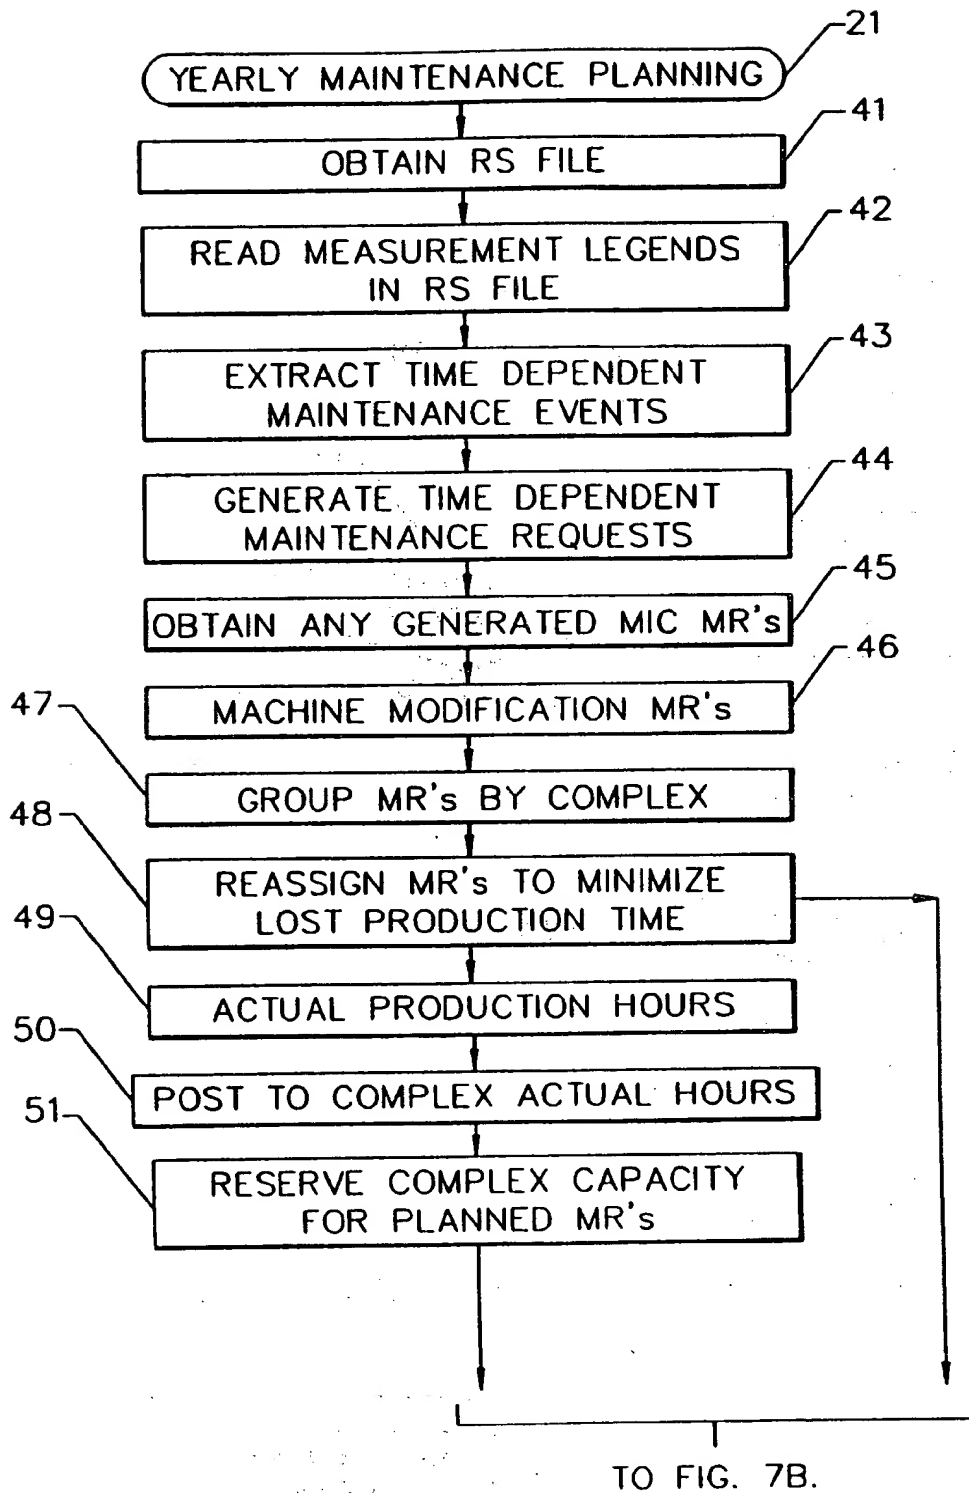 21
YEARLY MAINTENANCE PLANNING
41
OBTAIN RS FILE
42
READ MEASUREMENT LEGENDS
IN RS FILE
43
EXTRACT TIME DEPENDENT
MAINTENANCE EVENTS
44
GENERATE TIME DEPENDENT
MAINTENANCE REQUESTS
45
OBTAIN ANY GENERATED MIC MR's
46
MACHINE MODIFICATION MR's
47
GROUP MR's BY COMPLEX
48
REASSIGN MR's TO MINIMIZE
LOST PRODUCTION TIME
49
ACTUAL PRODUCTION HOURS
50
POST TO COMPLEX ACTUAL HOURS
51
RESERVE COMPLEX CAPACITY
FOR PLANNED MR's
TO FIG. 7B.